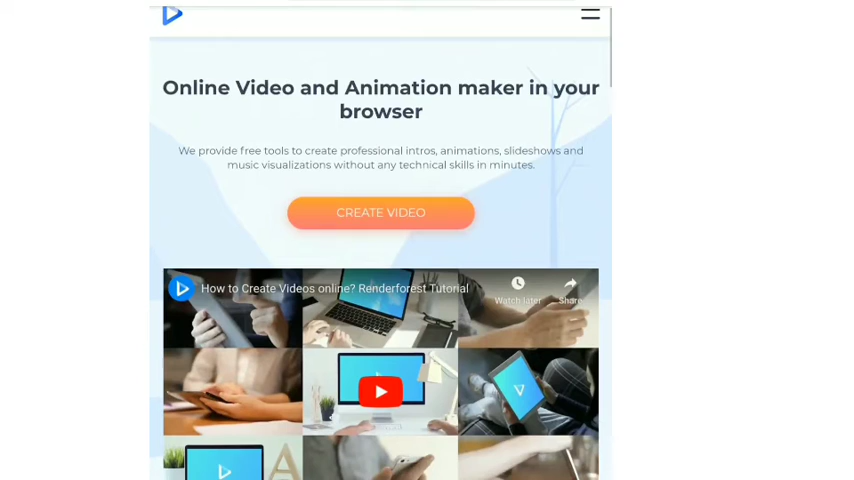 Online Video and Animation maker in your
browser
We provide free tools to create professional intros, animations, slideshows and
music visualizations without any technical skills in minutes.
CREATE VIDEO
How to Create Videos online? Renderforest Tutorial
Watch later
Share